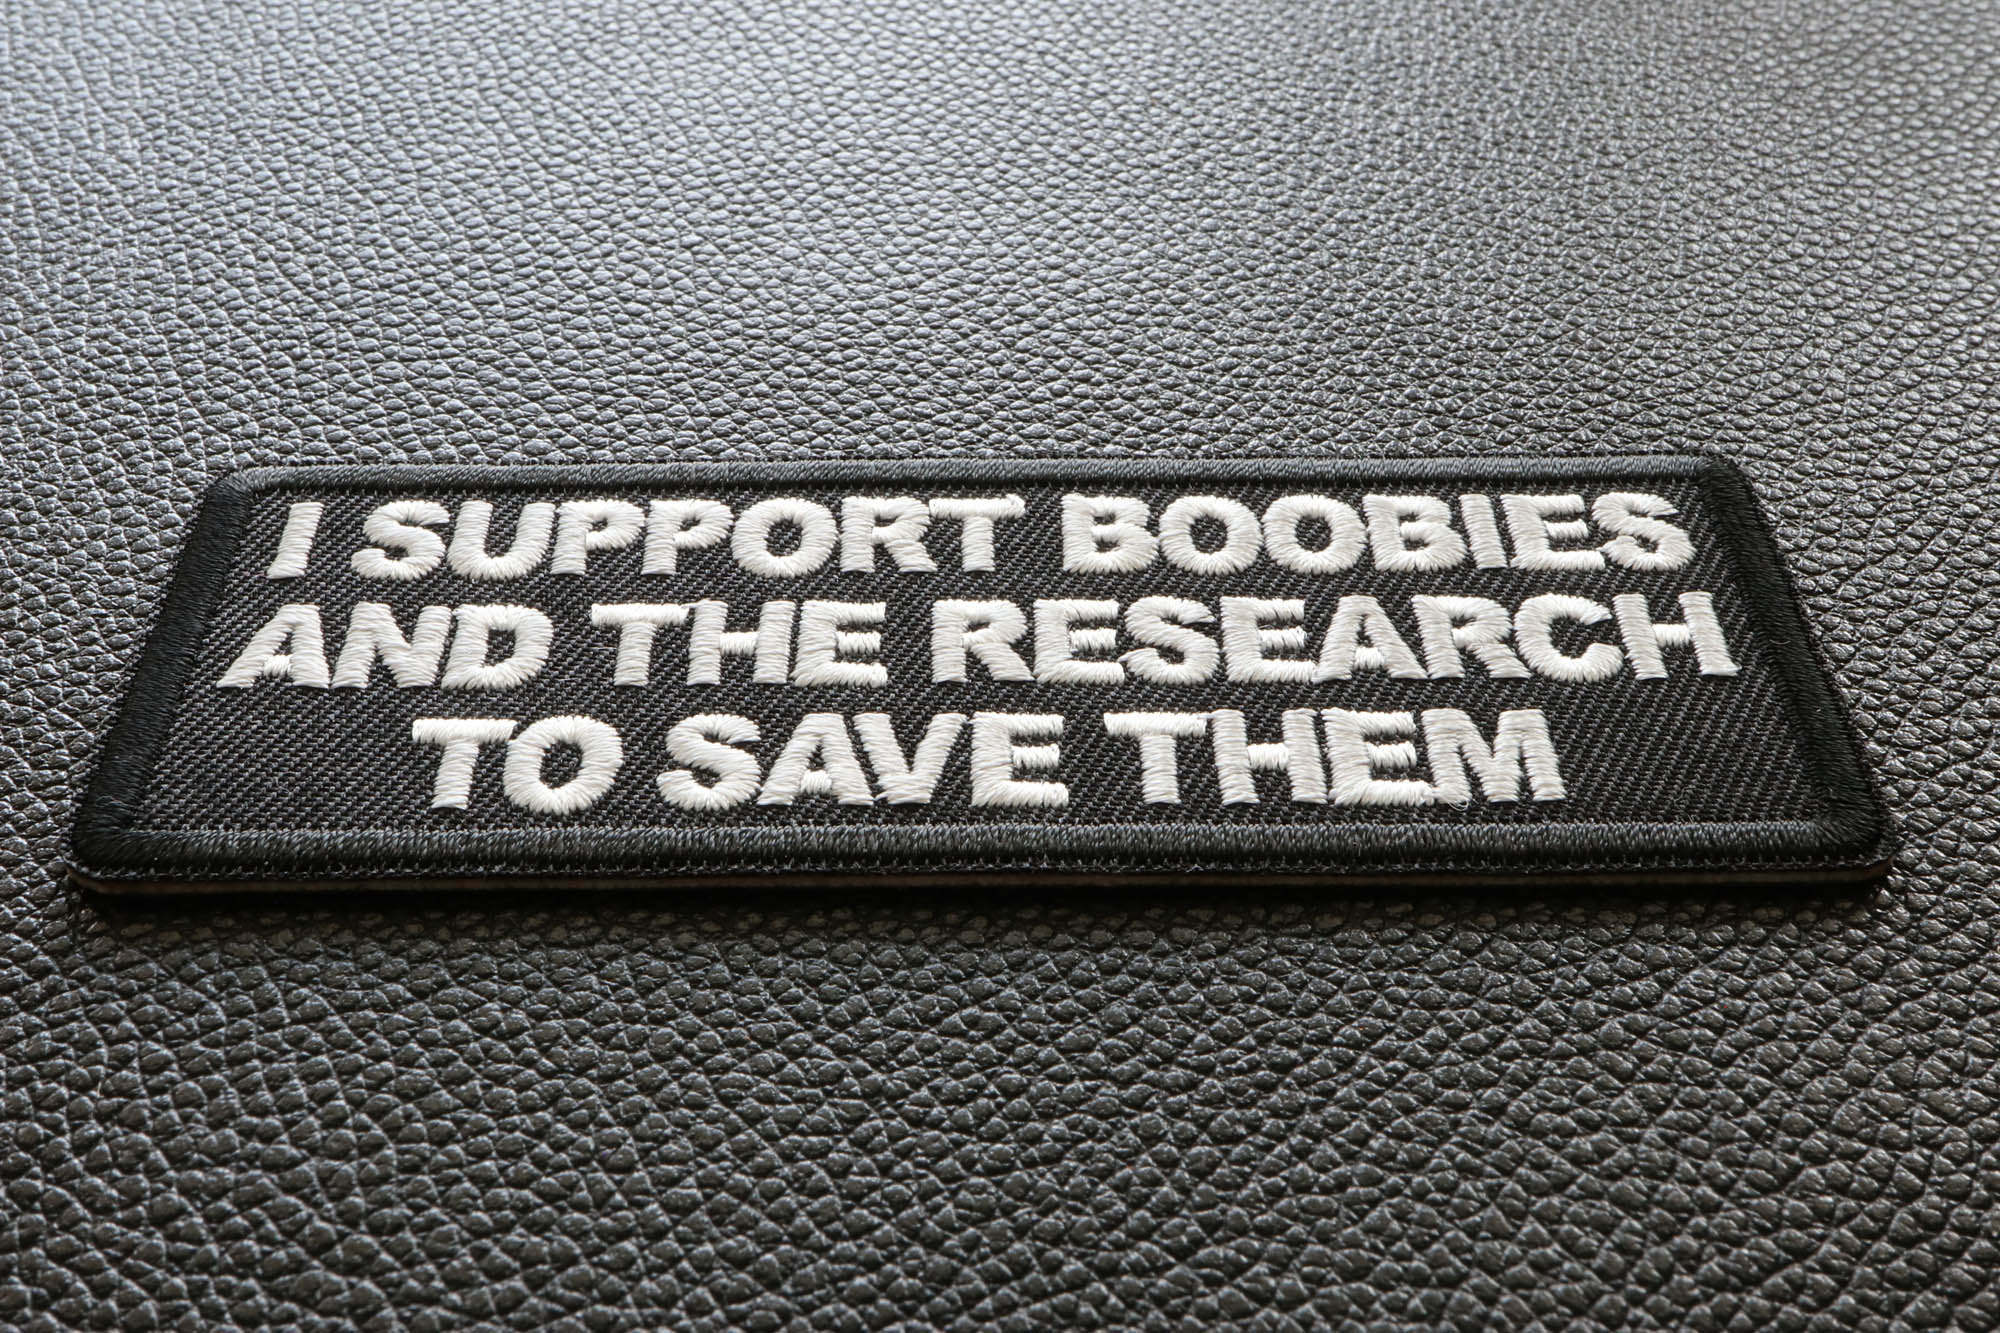 I SUPPORT BOOBIES
AND THE RESEARCH
TO SAVE THEM